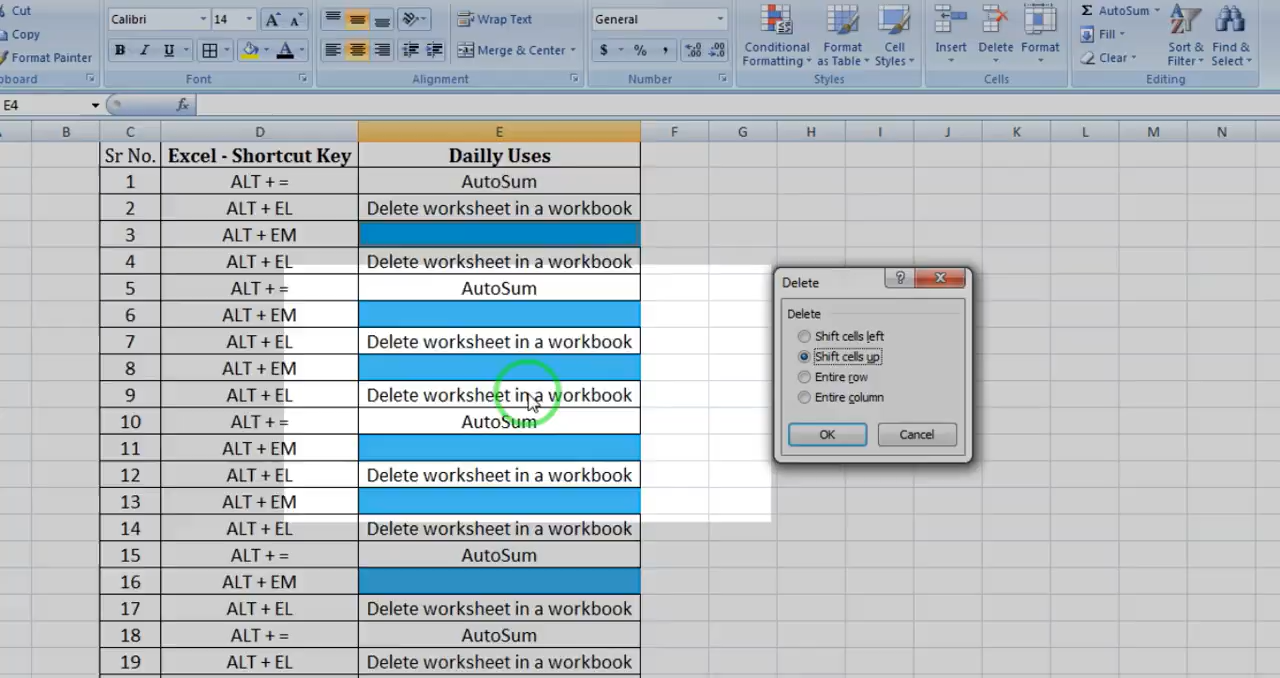 Cut
Copy
Format Painter
pboard
Calibri 14 A A
B I U A
Font
Wrap Text
Merge & Center
Alignment
General
$ % ,
Number
Conditional Formatting
Format as Table
Cell Styles
Styles
Insert
Delete
Format
Cells
Σ AutoSum
Fill
Clear
Sort & Filter
Find & Select
Editing
E4 fx
B C D E F G H I J K L M N
Sr No. Excel - Shortcut Key Dailly Uses
1 ALT + = AutoSum
2 ALT + EL Delete worksheet in a workbook
3 ALT + EM
4 ALT + EL Delete worksheet in a workbook
5 ALT + = AutoSum
6 ALT + EM
7 ALT + EL Delete worksheet in a workbook
8 ALT + EM
9 ALT + EL Delete worksheet in a workbook
10 ALT + = AutoSum
11 ALT + EM
12 ALT + EL Delete worksheet in a workbook
13 ALT + EM
14 ALT + EL Delete worksheet in a workbook
15 ALT + = AutoSum
16 ALT + EM
17 ALT + EL Delete worksheet in a workbook
18 ALT + = AutoSum
19 ALT + EL Delete worksheet in a workbook
Delete ?
Delete
Shift cells left
Shift cells up
Entire row
Entire column
OK Cancel